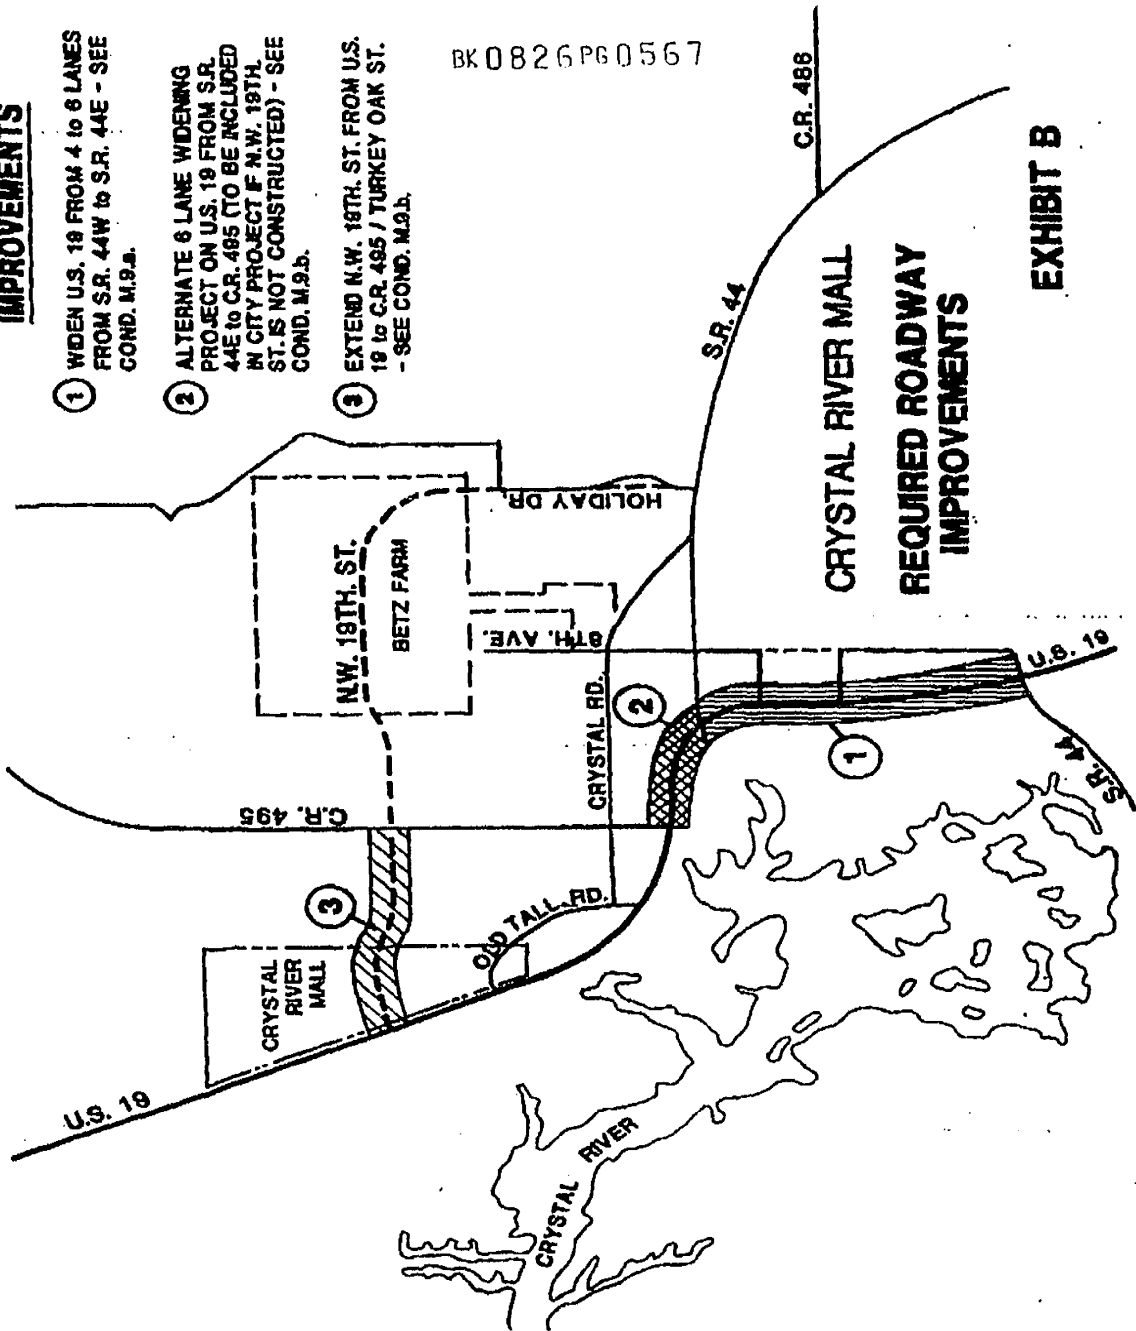 IMPROVEMENTS
1 WIDEN U.S. 19 FROM 4 to 6 LANES
FROM S.R. 44W to S.R. 44E - SEE
COND. M.9.a.
2 ALTERNATE 6 LANE WIDENING
PROJECT ON U.S. 19 FROM S.R.
44E to C.R. 495 (TO BE INCLUDED
IN CITY PROJECT IF N.W. 19TH.
ST. IS NOT CONSTRUCTED) - SEE
COND. M.9.b.
3 EXTEND N.W. 19TH. ST. FROM U.S.
19 to C.R. 495 / TURKEY OAK ST.
- SEE COND. M.9.b.
BK0826PG0567
U.S. 19
CRYSTAL
RIVER
MALL
3
C.R. 495
N.W. 19TH. ST.
BETZ FARM
HOLIDAY DR.
8TH. AVE.
OLD TALL. RD.
CRYSTAL RD.
2
1
S.R. 44
C.R. 486
U.S. 19
S.R. 44
CRYSTAL
RIVER
CRYSTAL RIVER MALL
REQUIRED ROADWAY
IMPROVEMENTS
EXHIBIT B